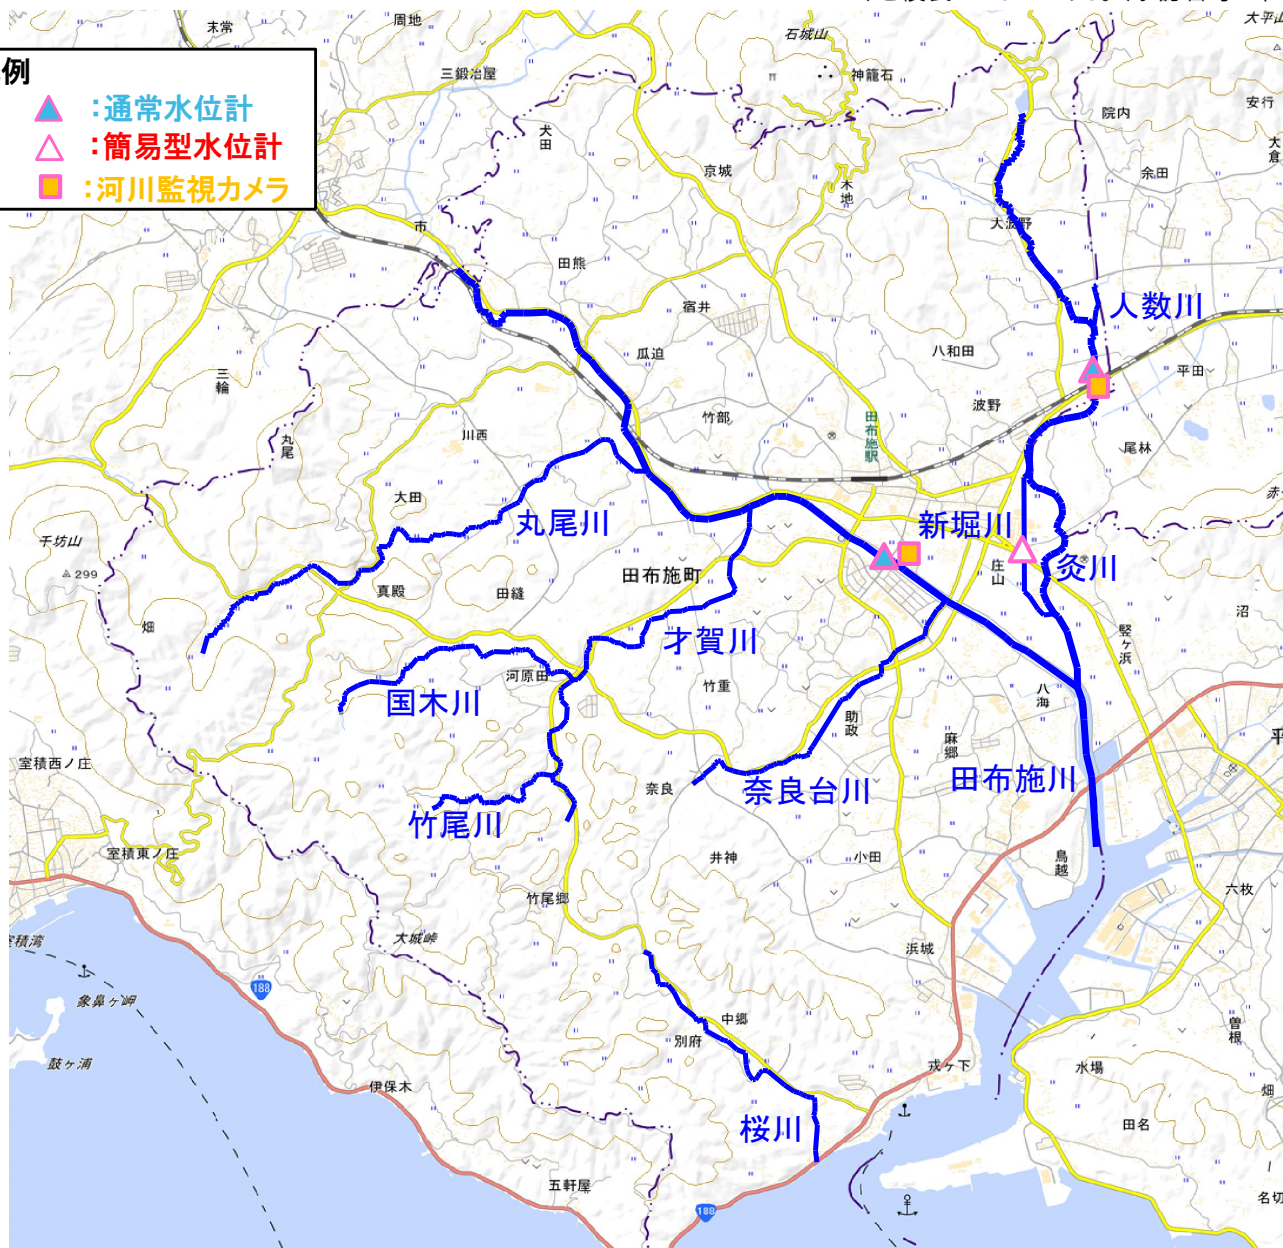 末常
周地
石城山
大平山
三鍛冶屋
神籠石
例
：通常水位計
：簡易型水位計
：河川監視カメラ
院内
安行
犬田
大倉
京城
余田
木地
市
大波野
田熊
宿井
人数川
瓜迫
八和田
平田
三輪
波野
竹部
田布施駅
丸尾
川西
尾林
大田
赤
丸尾川
新堀川
千坊山
299
田布施町
庄山
灸川
真殿
田縫
畑
沼
竪ヶ浜
才賀川
河原田
竹重
国木川
八海
助政
麻郷
平
室積西ノ庄
奈良
奈良台川
田布施川
竹尾川
室積東ノ庄
井神
小田
鳥越
竹尾郷
六枚
大城峠
浜城
室積湾
188
象鼻ヶ岬
中郷
別府
曽根
鼓ヶ浦
戎ヶ下
水場
伊保木
畑
桜川
田名
五軒屋
188
名切